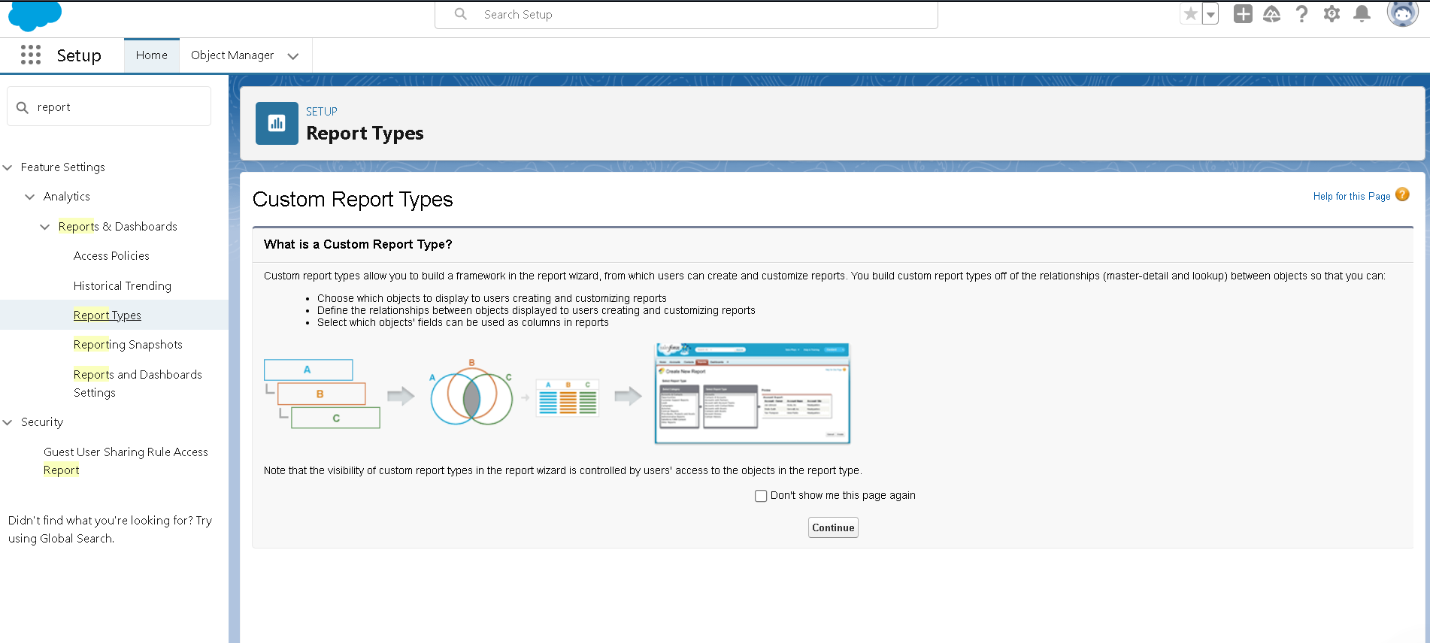 Search Setup
Setup
Home
Object Manager
report
Feature Settings
Analytics
Reports & Dashboards
Access Policies
Historical Trending
Report Types
Reporting Snapshots
Reports and Dashboards
Settings
Security
Guest User Sharing Rule Access
Report
Didn't find what you're looking for? Try
using Global Search.
SETUP
Report Types
Custom Report Types
Help for this Page
What is a Custom Report Type?
Custom report types allow you to build a framework in the report wizard, from which users can create and customize reports. You build custom report types off of the relationships (master-detail and lookup) between objects so that you can:
Choose which objects to display to users creating and customizing reports
Define the relationships between objects displayed to users creating and customizing reports
Select which objects' fields can be used as columns in reports
A
B
C
B
A C
A B C
Create New Report
Note that the visibility of custom report types in the report wizard is controlled by users' access to the objects in the report type.
Don't show me this page again
Continue